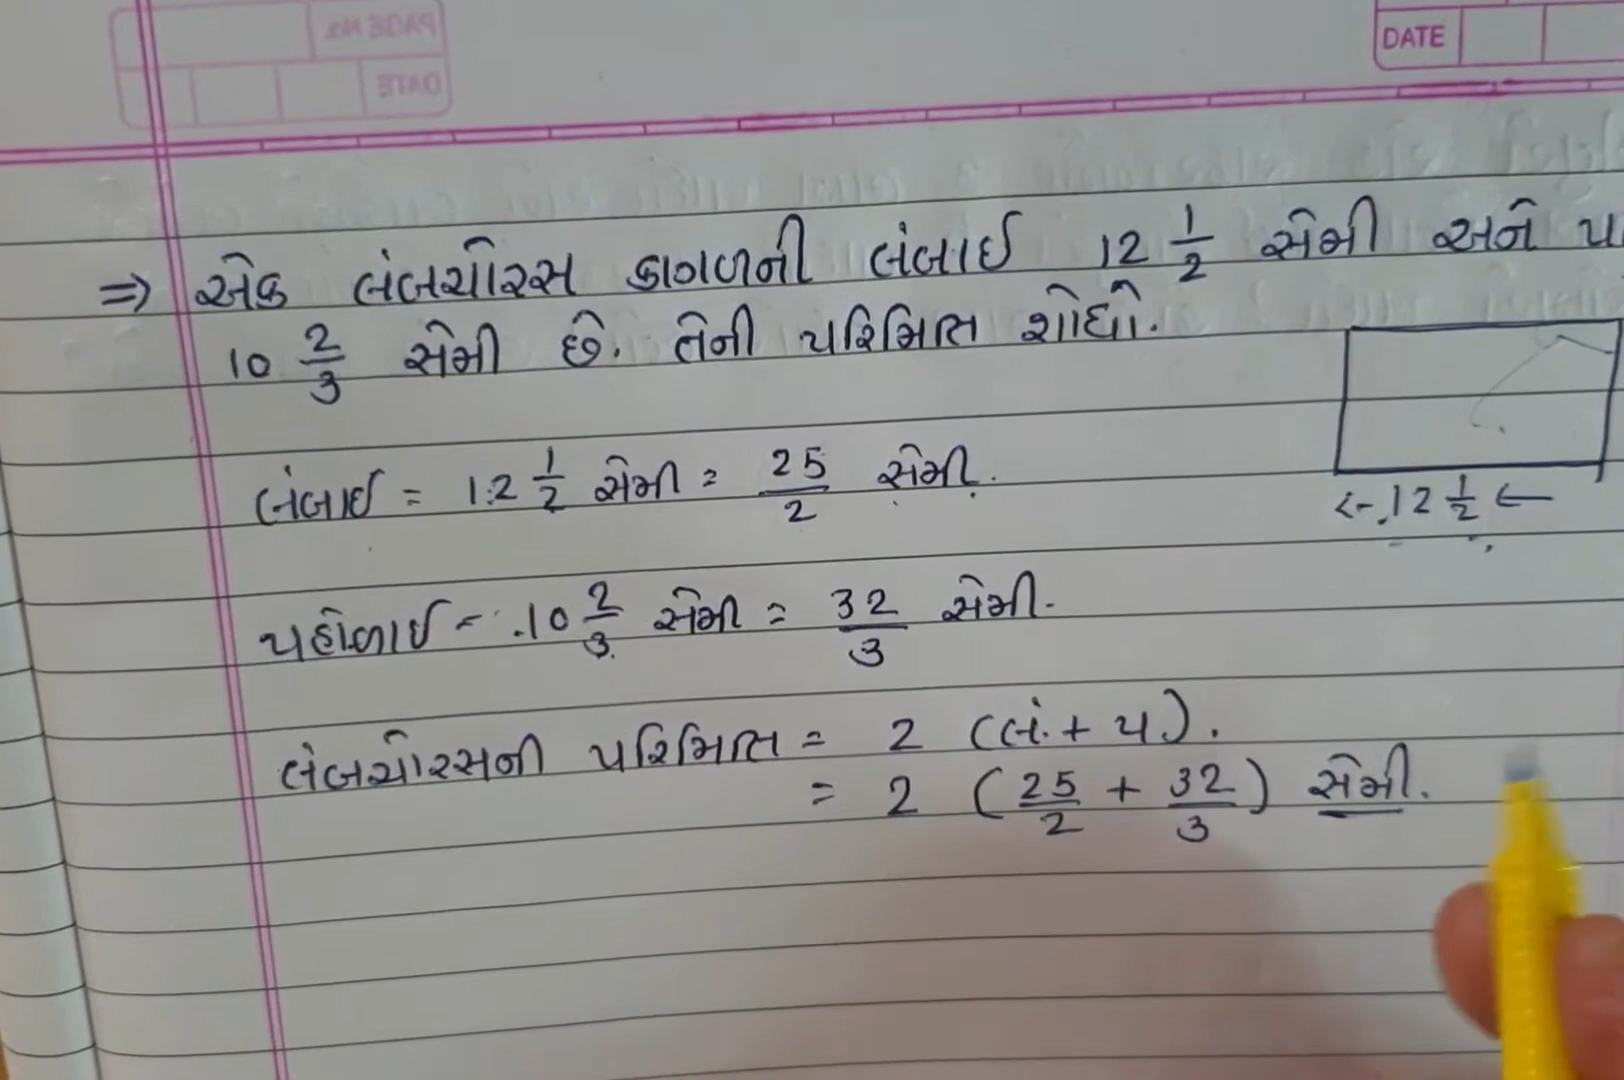 DATE
⇒ એક લંબચોરસ કાગળની લંબાઈ 12 1/2 સેમી અને
10 2/3 સેમી છે. તેની પરિમિતિ શોધો.
લંબાઈ = 12 1/2 સેમી = 25/2 સેમી.
← 12 1/2 ←
પહોળાઈ = 10 2/3 સેમી = 32/3 સેમી.
લંબચોરસની પરિમિતિ = 2 (લં. + પ).
= 2 (25/2 + 32/3) સેમી.